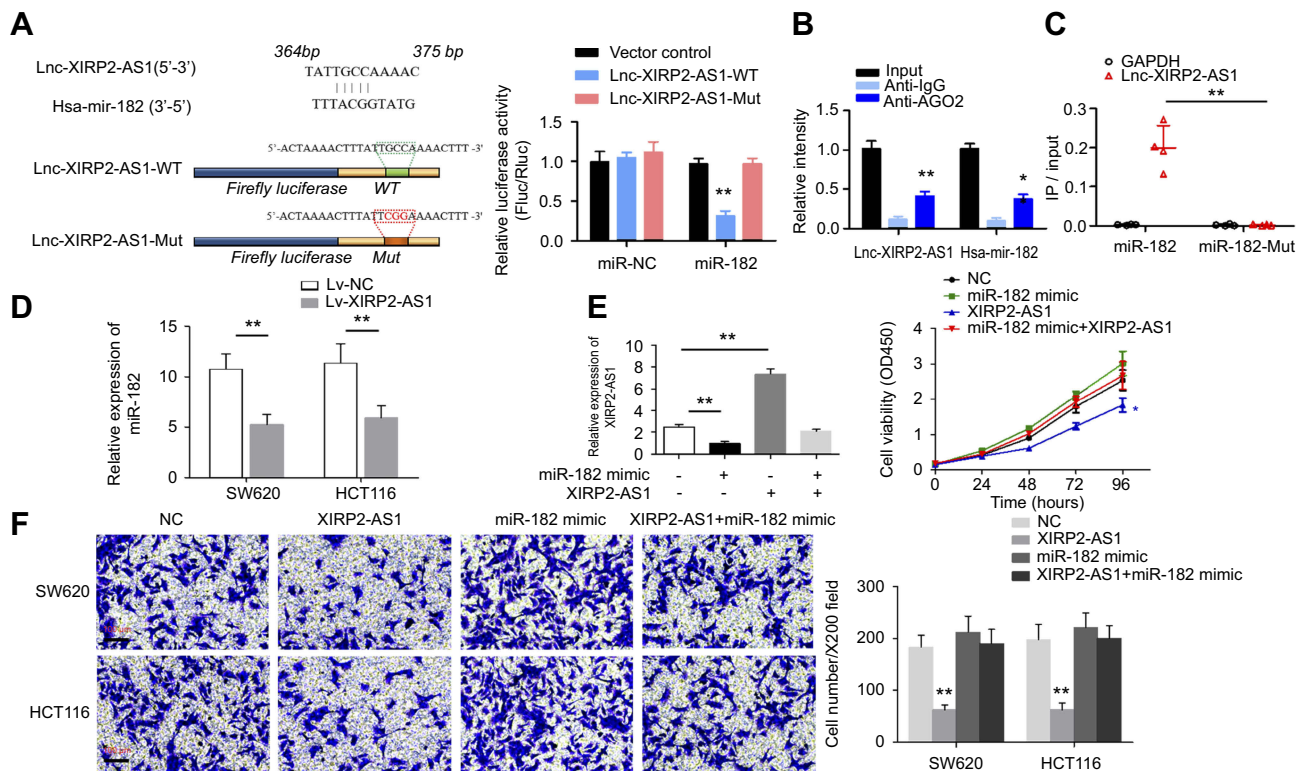 A
364bp 375 bp
Lnc-XIRP2-AS1(5'-3') TATTGCCAAAAC
Hsa-mir-182 (3'-5') TTTACGGTATG
5'-ACTAAAACTTTATTGCCAAAACTTT -3'
Lnc-XIRP2-AS1-WT
Firefly luciferase WT
5'-ACTAAAACTTTATTCGGAAAACTTT -3'
Lnc-XIRP2-AS1-Mut
Firefly luciferase Mut
Vector control
Lnc-XIRP2-AS1-WT
Lnc-XIRP2-AS1-Mut
Relative luciferase activity
(Fluc/Rluc)
1.5
1.0
0.5
0.0
**
miR-NC miR-182
B
Input
Anti-IgG
Anti-AGO2
Relative intensity
1.5
1.0
0.5
0.0
** *
Lnc-XIRP2-AS1 Hsa-mir-182
C
GAPDH
Lnc-XIRP2-AS1
**
IP / input
0.3
0.2
0.1
0.0
miR-182 miR-182-Mut
D
Lv-NC
Lv-XIRP2-AS1
Relative expression of
miR-182
15
10
5
0
** **
SW620 HCT116
E
Relative expression of
XIRP2-AS1
10
8
6
4
2
0
**
**
miR-182 mimic - + - +
XIRP2-AS1 - - + +
NC
miR-182 mimic
XIRP2-AS1
miR-182 mimic+XIRP2-AS1
Cell viability (OD450)
4
3
2
1
0
*
0 24 48 72 96
Time (hours)
F
NC XIRP2-AS1 miR-182 mimic XIRP2-AS1+miR-182 mimic
SW620
HCT116
NC
XIRP2-AS1
miR-182 mimic
XIRP2-AS1+miR-182 mimic
Cell number/X200 field
300
200
100
0
** **
SW620 HCT116